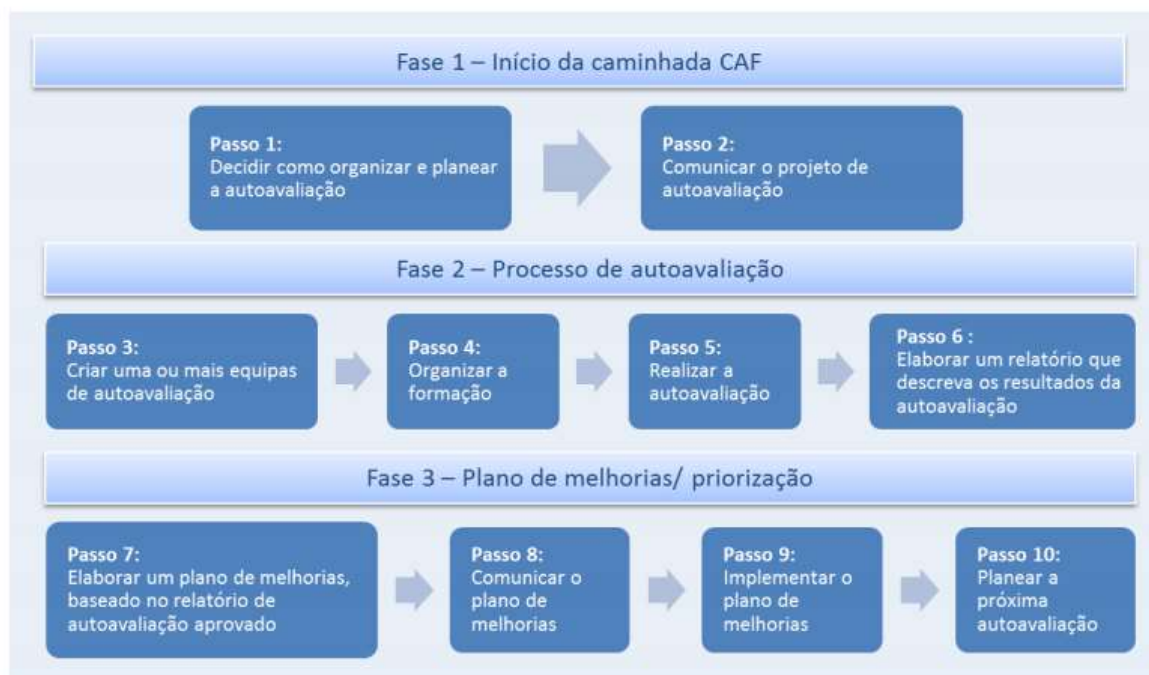 Fase 1 – Início da caminhada CAF
Passo 1:
Decidir como organizar e planear
a autoavaliação
Passo 2:
Comunicar o projeto de
autoavaliação
Fase 2 – Processo de autoavaliação
Passo 3:
Criar uma ou mais equipas
de autoavaliação
Passo 4:
Organizar a
formação
Passo 5:
Realizar a
autoavaliação
Passo 6 :
Elaborar um relatório que
descreva os resultados da
autoavaliação
Fase 3 – Plano de melhorias/ priorização
Passo 7:
Elaborar um plano de melhorias,
baseado no relatório de
autoavaliação aprovado
Passo 8:
Comunicar o
plano de
melhorias
Passo 9:
Implementar o
plano de
melhorias
Passo 10:
Planear a
próxima
autoavaliação